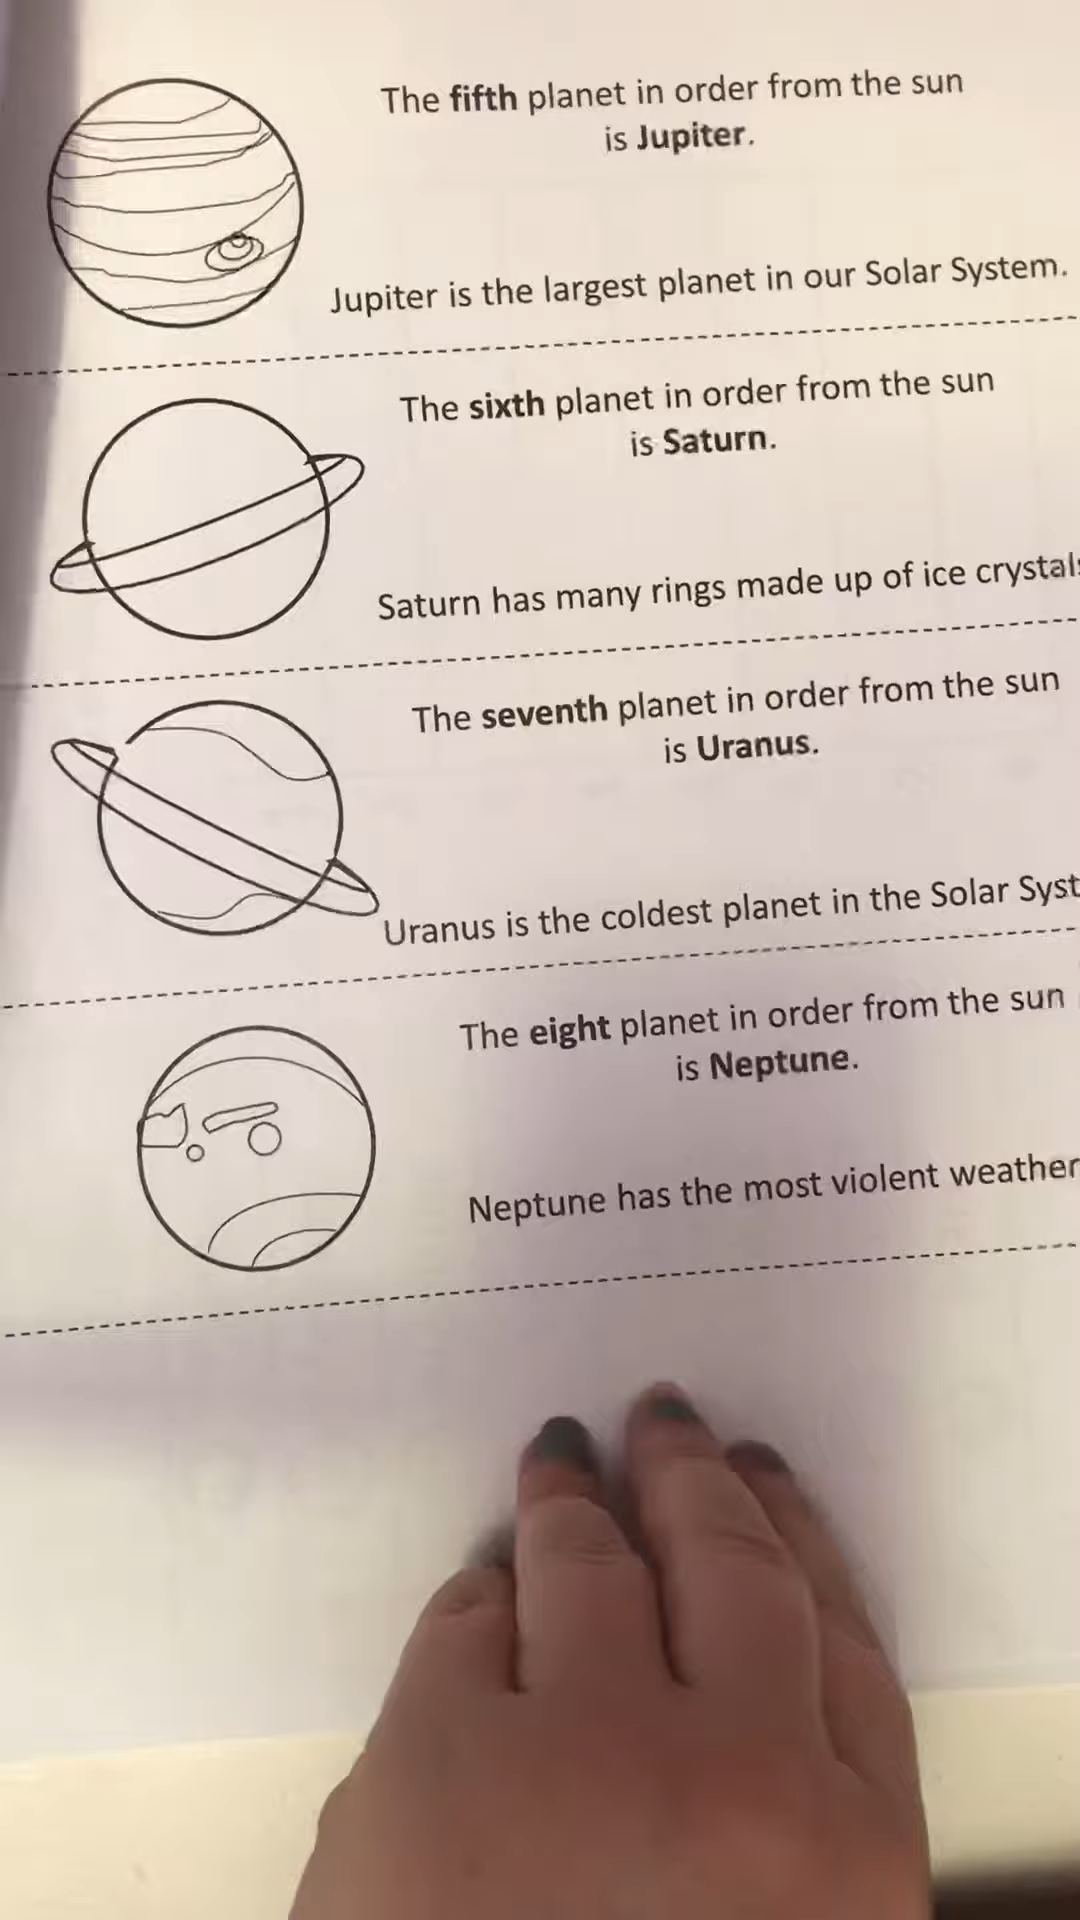 The fifth planet in order from the sun
is Jupiter.
Jupiter is the largest planet in our Solar System.
The sixth planet in order from the sun
is Saturn.
Saturn has many rings made up of ice crystals
The seventh planet in order from the sun
is Uranus.
Uranus is the coldest planet in the Solar Syst
The eight planet in order from the sun
is Neptune.
Neptune has the most violent weather